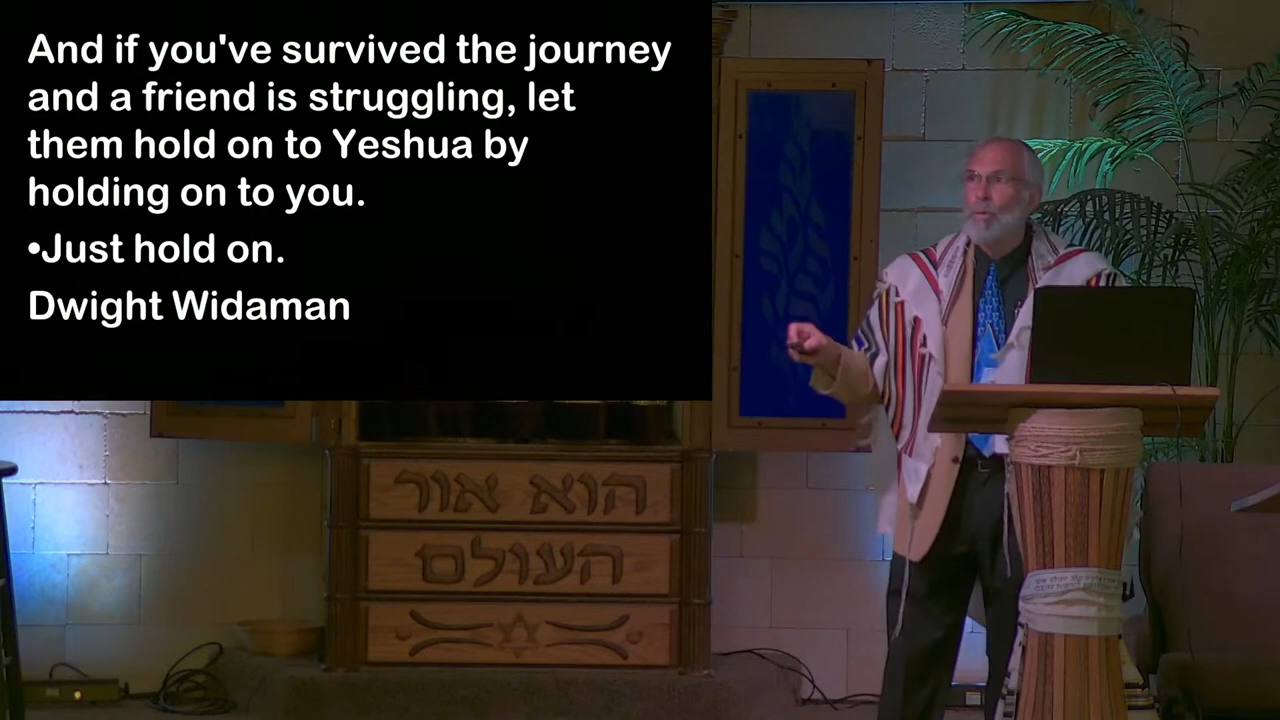 And if you've survived the journey
and a friend is struggling, let
them hold on to Yeshua by
holding on to you.
•Just hold on.
Dwight Widaman
הוא אור
העולם